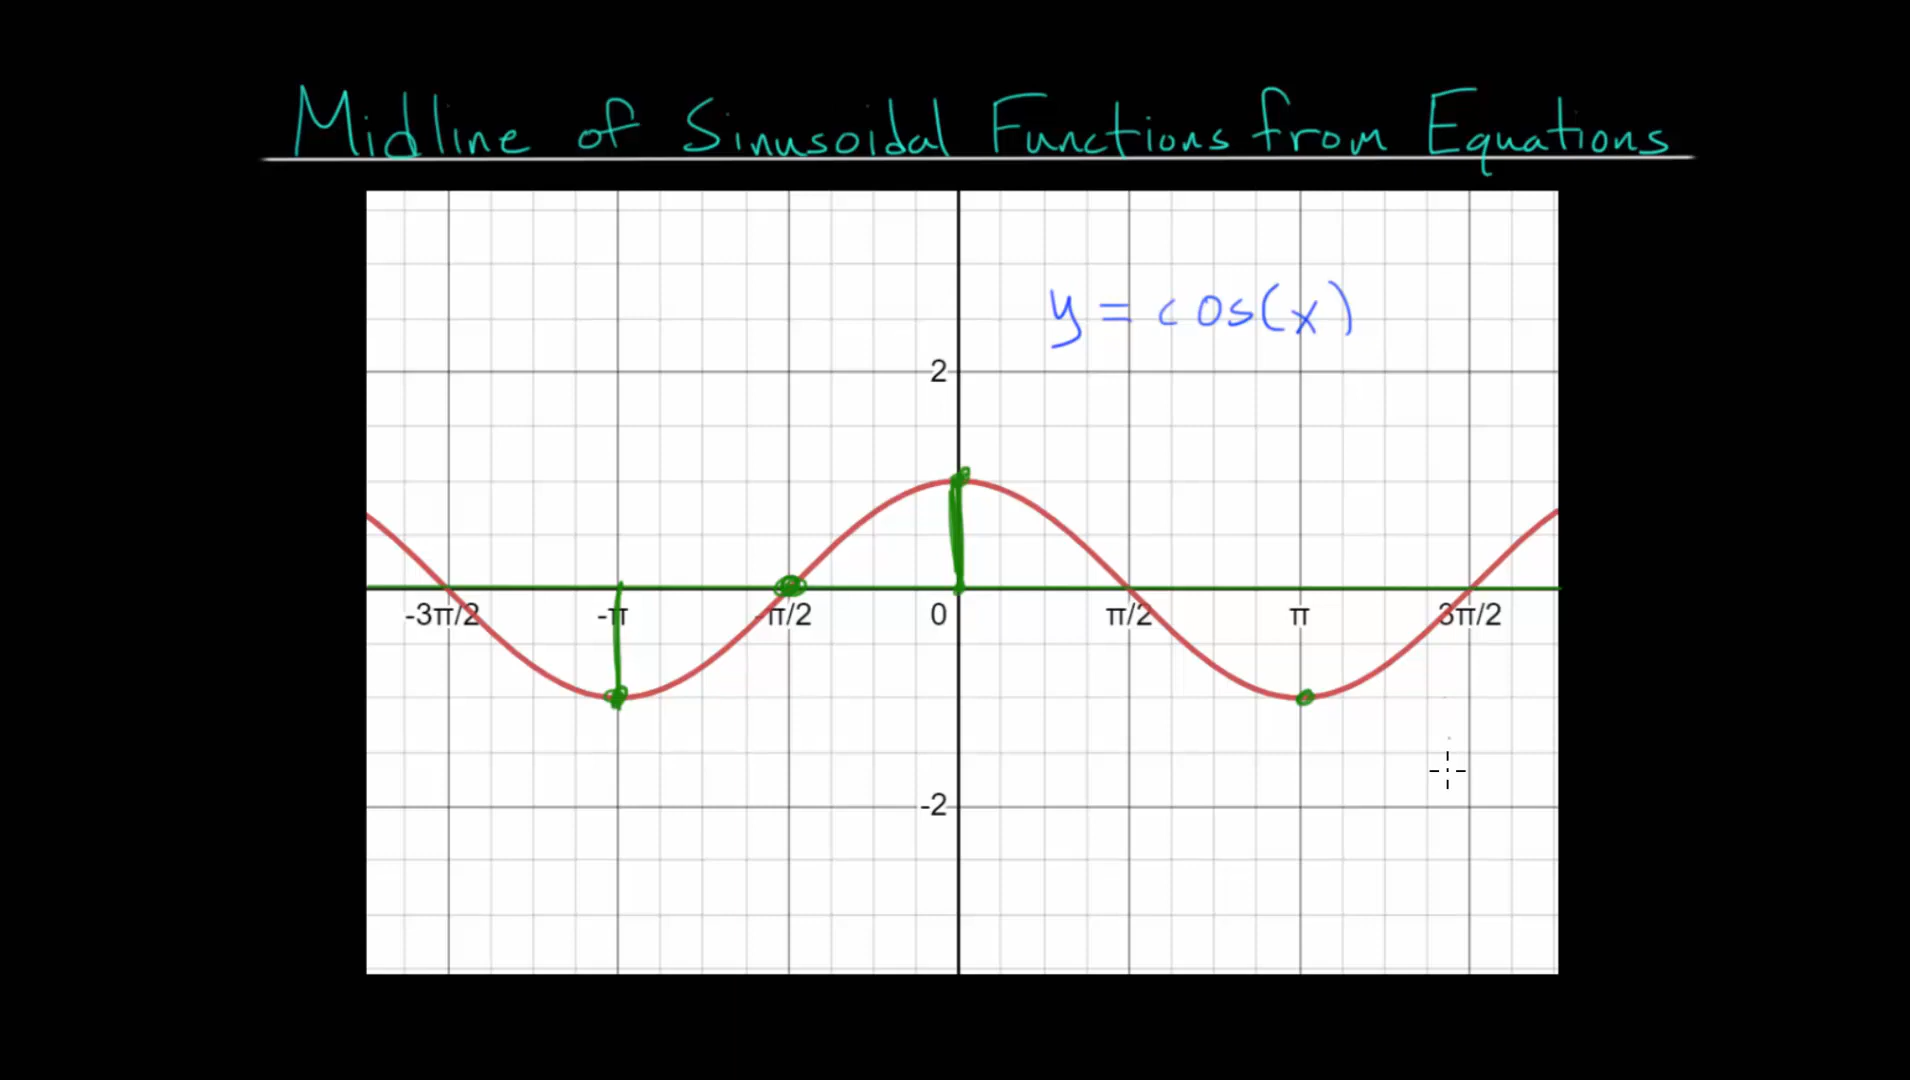 Midline of Sinusoidal Functions from Equations
y = cos(x)
2
-3π/2 -π -π/2 0 π/2 π 3π/2
-2